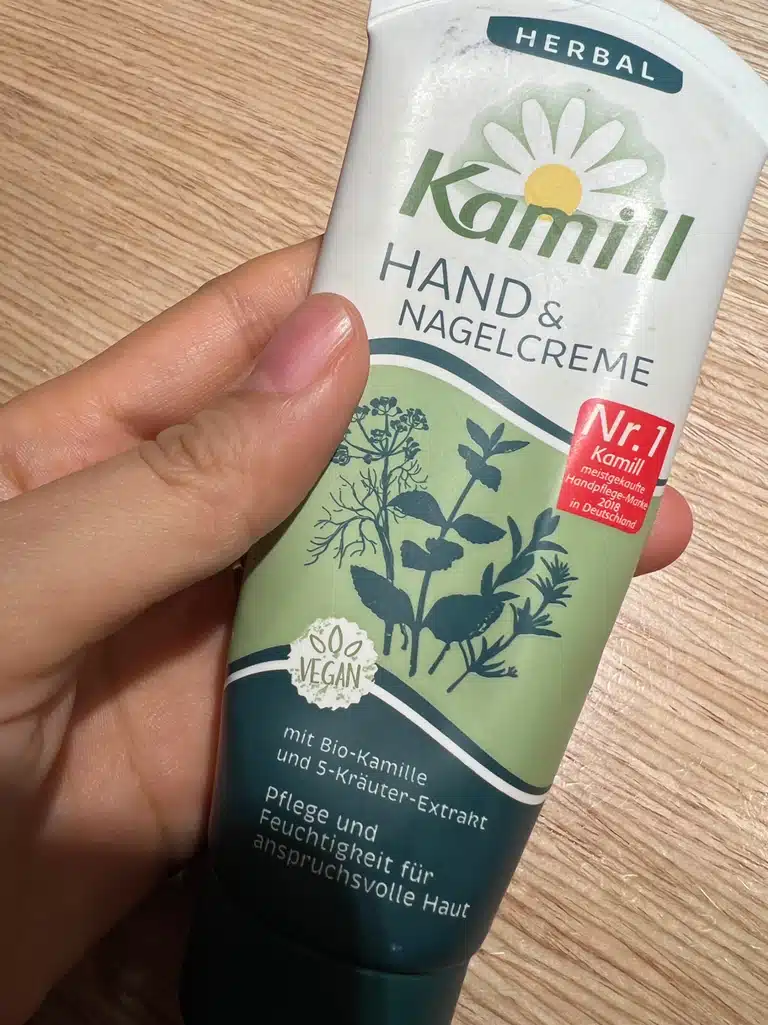 HERBAL
Kamill
HAND &
NAGELCREME
Nr. 1
Kamill
meistgekaufte
Handpflege-Marke
2018
in Deutschland
VEGAN
mit Bio-Kamille
und 5-Kräuter-Extrakt
Pflege und
Feuchtigkeit für
anspruchsvolle Haut